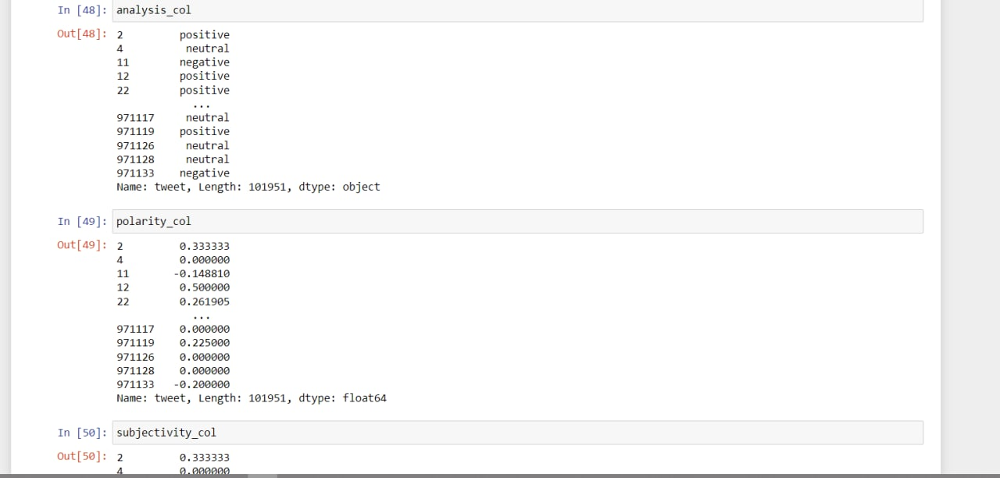 In [48]: analysis_col
Out[48]: 2 positive
4 neutral
11 negative
12 positive
22 positive
...
971117 neutral
971119 positive
971126 neutral
971128 neutral
971133 negative
Name: tweet, Length: 101951, dtype: object
In [49]: polarity_col
Out[49]: 2 0.333333
4 0.000000
11 -0.148810
12 0.500000
22 0.261905
...
971117 0.000000
971119 0.225000
971126 0.000000
971128 0.000000
971133 -0.200000
Name: tweet, Length: 101951, dtype: float64
In [50]: subjectivity_col
Out[50]: 2 0.333333
4 0.000000